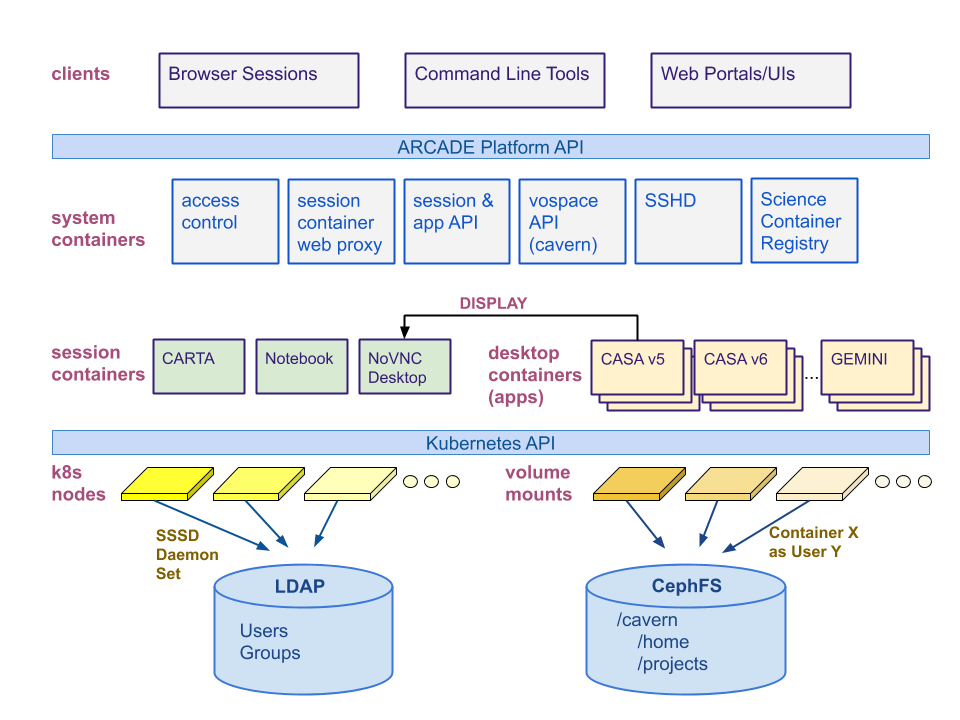 clients
Browser Sessions
Command Line Tools
Web Portals/UIs
ARCADE Platform API
system
containers
access
control
session
container
web proxy
session &
app API
vospace
API
(cavern)
SSHD
Science
Container
Registry
DISPLAY
session
containers
CARTA
Notebook
NoVNC
Desktop
desktop
containers
(apps)
CASA v5
CASA v6
...
GEMINI
Kubernetes API
k8s
nodes
volume
mounts
SSSD
Daemon
Set
Container X
as User Y
LDAP
Users
Groups
CephFS
/cavern
/home
/projects